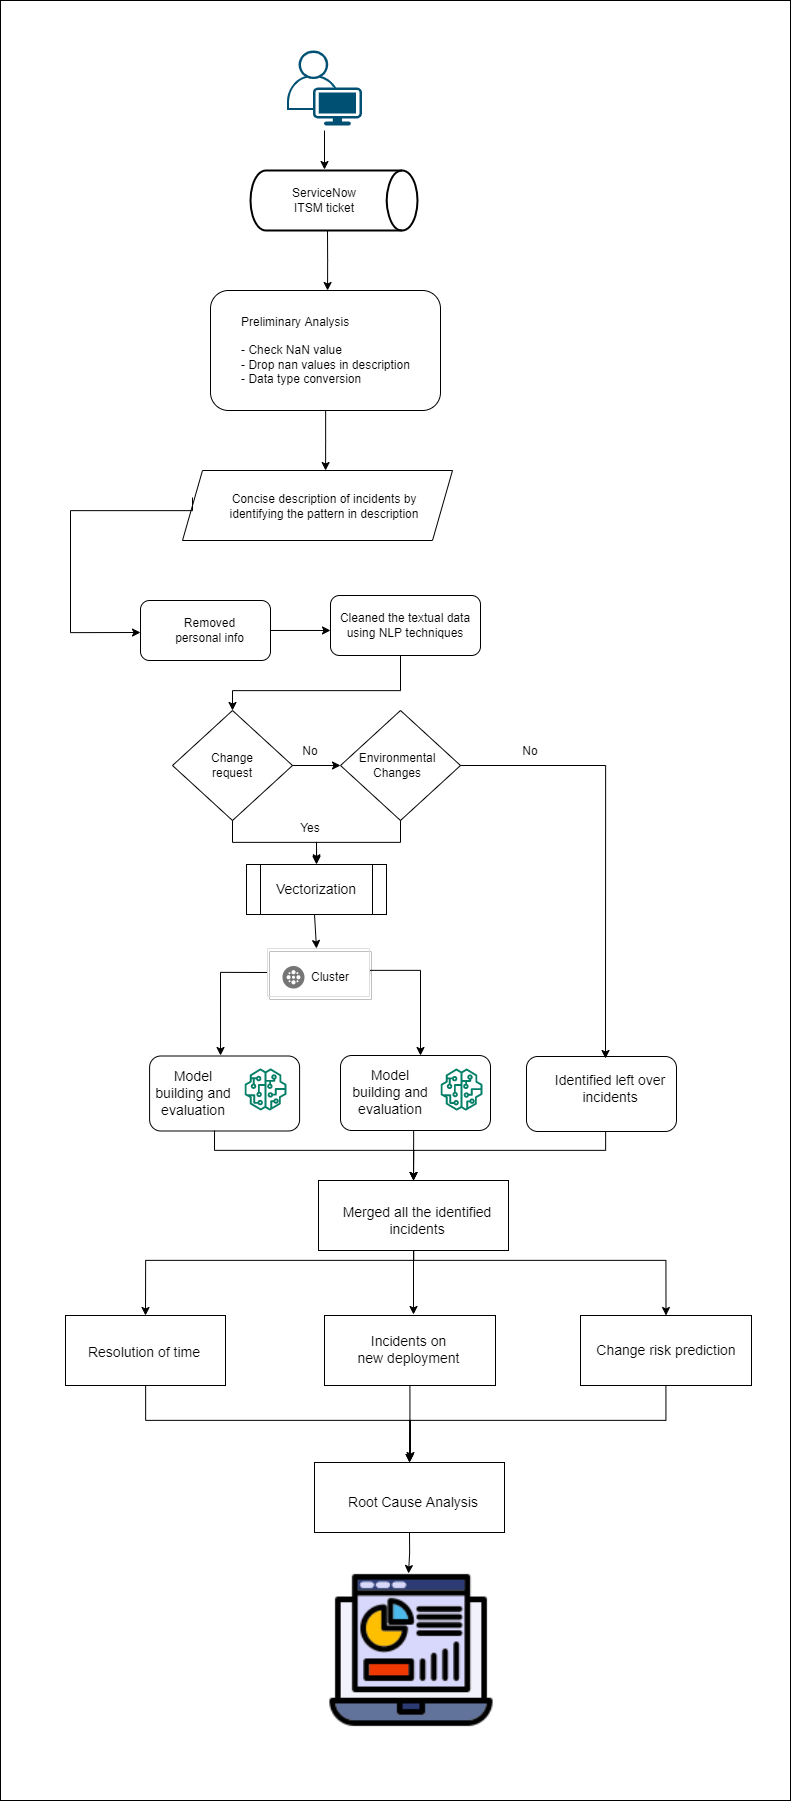 ServiceNow
ITSM ticket
Preliminary Analysis
- Check NaN value
- Drop nan values in description
- Data type conversion
Concise description of incidents by
identifying the pattern in description
Removed
personal info
Cleaned the textual data
using NLP techniques
Change
request
No
Environmental
Changes
No
Yes
Vectorization
Cluster
Model
building and
evaluation
Model
building and
evaluation
Identified left over
incidents
Merged all the identified
incidents
Resolution of time
Incidents on
new deployment
Change risk prediction
Root Cause Analysis